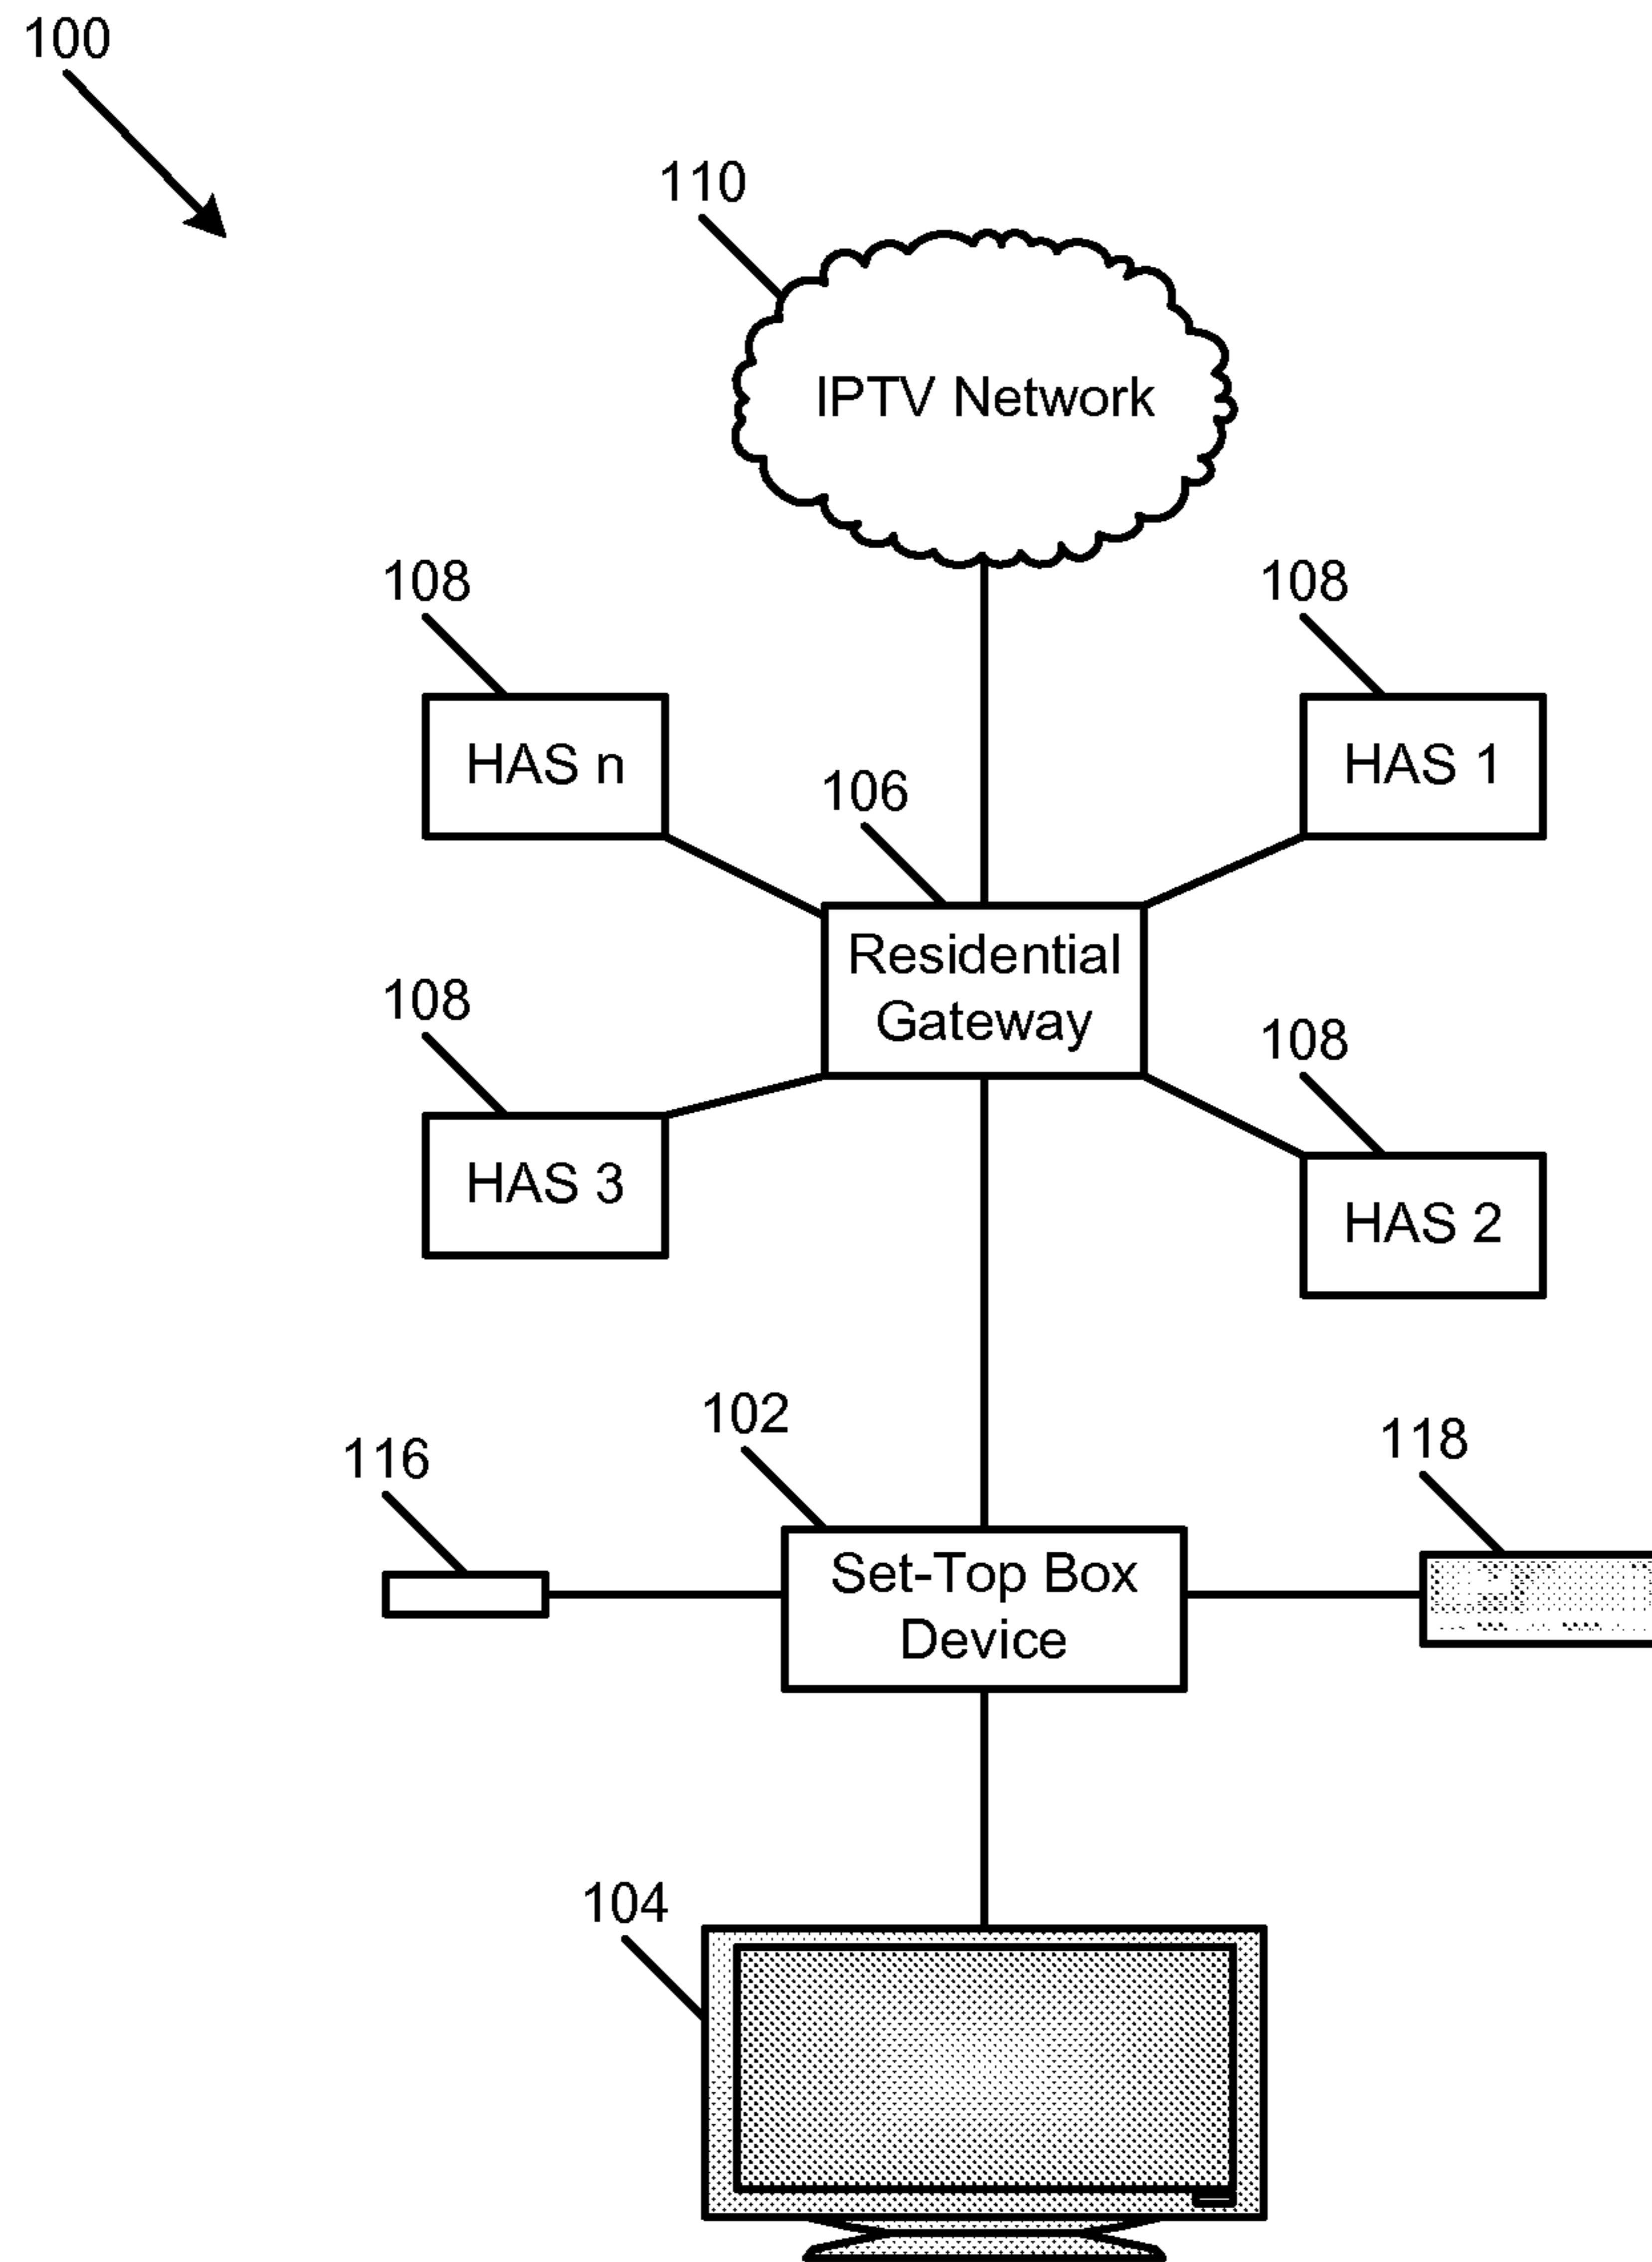 100
110
IPTV Network
108
108
HAS n
HAS 1
106
Residential
Gateway
108
108
HAS 3
HAS 2
102
118
116
Set-Top Box
Device
104